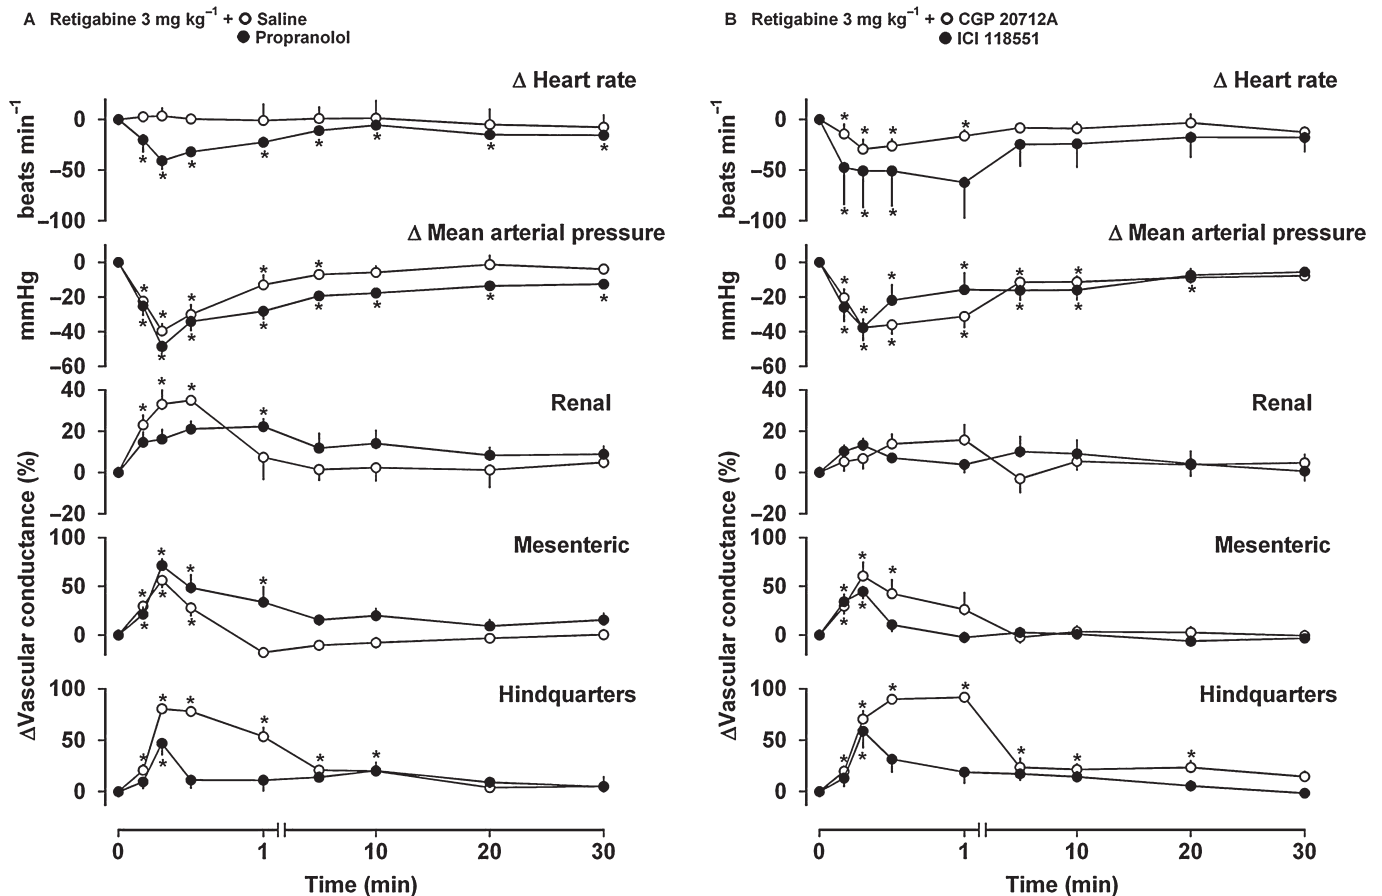 A Retigabine 3 mg kg⁻¹ + ○ Saline
● Propranolol
Δ Heart rate
beats min⁻¹
0
−50
−100
* * * * * * * *
Δ Mean arterial pressure
mmHg
0
−20
−40
−60
* * * * *
* * * * * * * *
ΔVascular conductance (%)
Renal
40
20
0
−20
* * * *
Mesenteric
100
50
0
* * * *
* * *
Hindquarters
100
50
0
* * * * * *
*
0 1 10 20 30
Time (min)
B Retigabine 3 mg kg⁻¹ + ○ CGP 20712A
● ICI 118551
Δ Heart rate
beats min⁻¹
0
−50
−100
* * * *
* * *
Δ Mean arterial pressure
mmHg
0
−20
−40
−60
* * * * *
* * * * * * *
ΔVascular conductance (%)
Renal
40
20
0
−20
Mesenteric
100
50
0
* * *
* *
Hindquarters
100
50
0
* * * * * * *
*
0 1 10 20 30
Time (min)